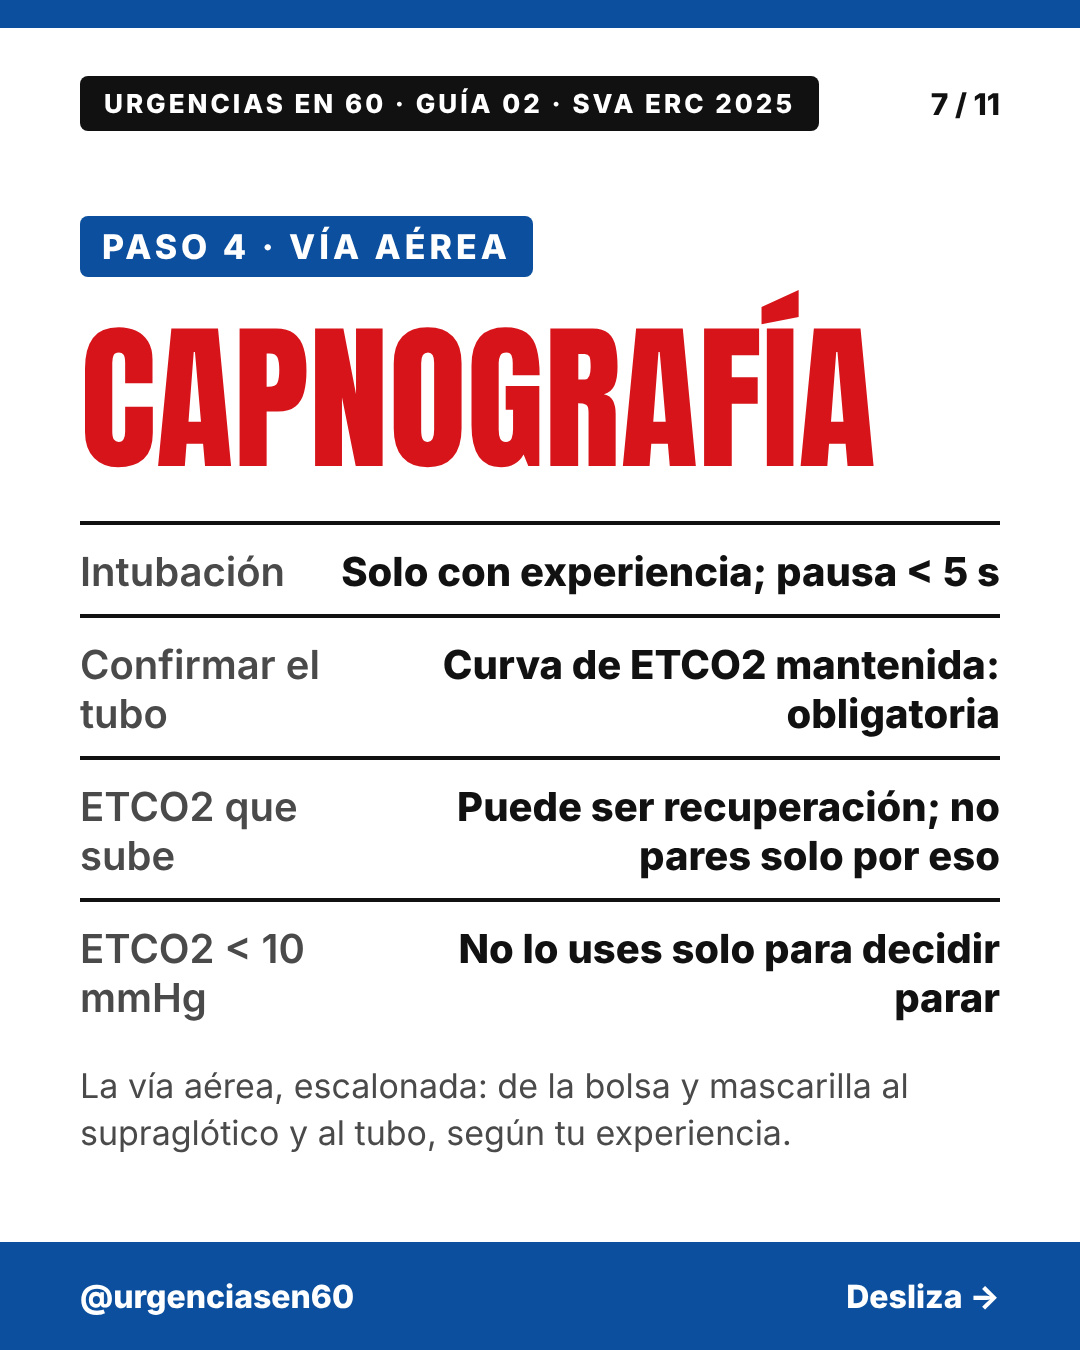 URGENCIAS EN 60 · GUÍA 02 · SVA ERC 2025
7 / 11
PASO 4 · VÍA AÉREA
CAPNOGRAFÍA
Intubación Solo con experiencia; pausa < 5 s
Confirmar el tubo
Curva de ETCO2 mantenida:
obligatoria
ETCO2 que sube
Puede ser recuperación; no
pares solo por eso
ETCO2 < 10 mmHg
No lo uses solo para decidir
parar
La vía aérea, escalonada: de la bolsa y mascarilla al
supraglótico y al tubo, según tu experiencia.
@urgenciasen60
Desliza →